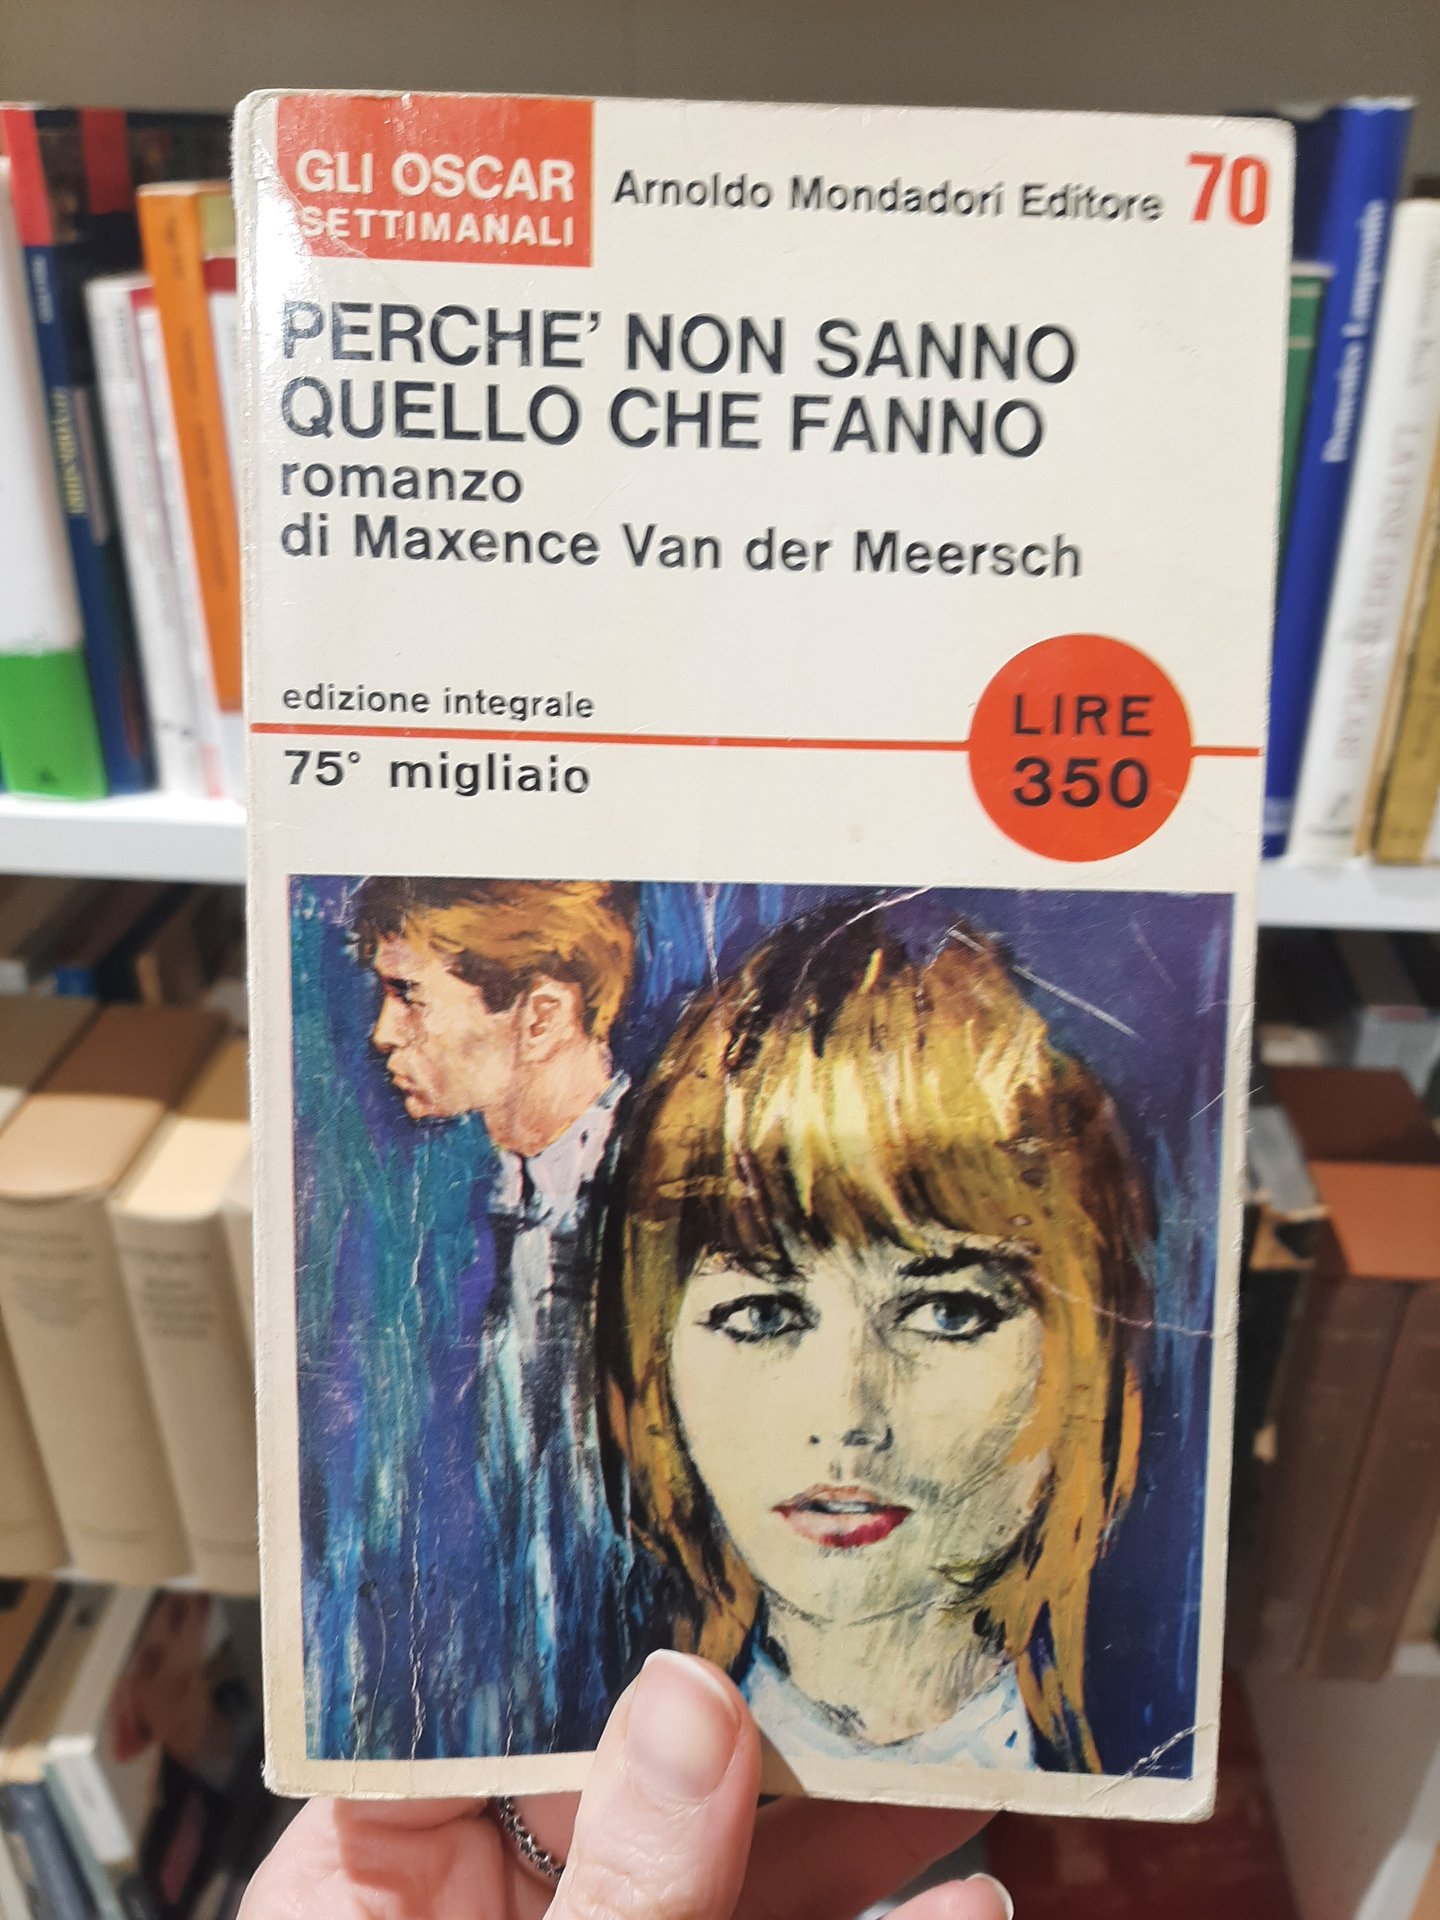 GLI OSCAR
SETTIMANALI
Arnoldo Mondadori Editore 70
PERCHE' NON SANNO
QUELLO CHE FANNO
romanzo
di Maxence Van der Meersch
edizione integrale
75° migliaio
LIRE
350